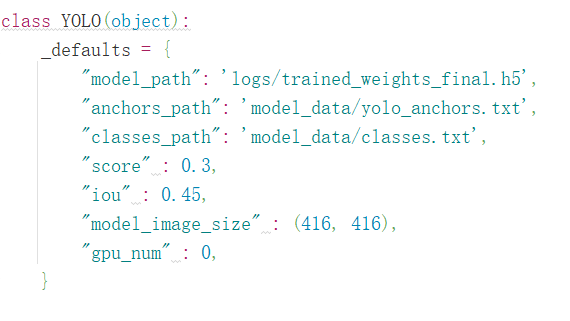 class YOLO(object):
    _defaults = {
        "model_path": 'logs/trained_weights_final.h5',
        "anchors_path": 'model_data/yolo_anchors.txt',
        "classes_path": 'model_data/classes.txt',
        "score" : 0.3,
        "iou" : 0.45,
        "model_image_size" : (416, 416),
        "gpu_num" : 0,
    }